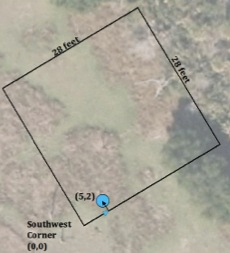 28 feet
28 feet
(5,2)
Southwest
Corner
(0,0)